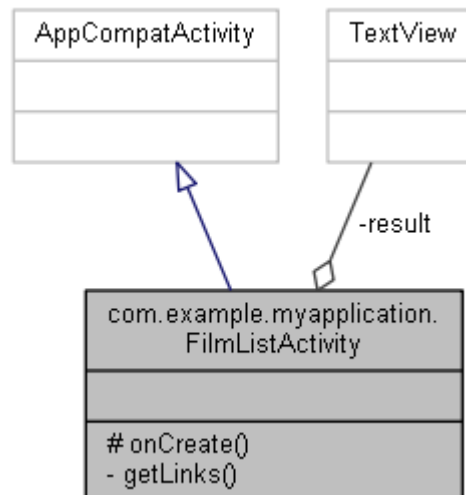 AppCompatActivity
TextView
-result
com.example.myapplication.
FilmListActivity
# onCreate()
- getLinks()